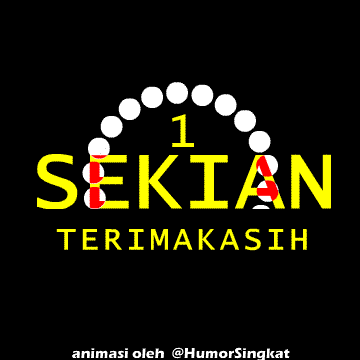 1
SEKIAN
TERIMAKASIH
animasi oleh @HumorSingkat